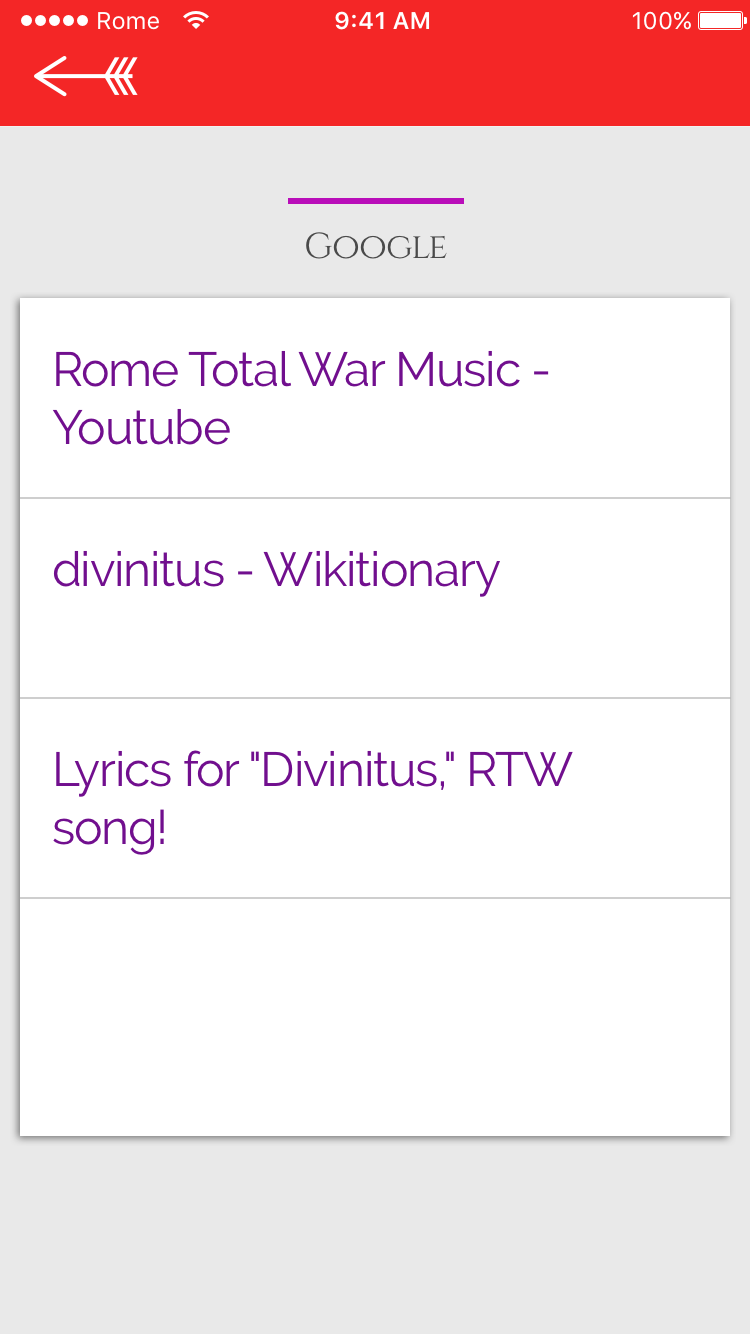 Rome 9:41 AM 100%
Google
Rome Total War Music -
Youtube
divinitus - Wikitionary
Lyrics for "Divinitus," RTW
song!